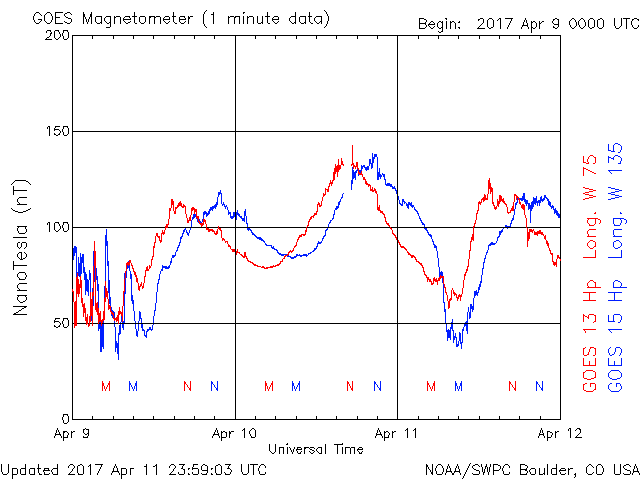 GOES Magnetometer (1 minute data)
Begin: 2017 Apr 9 0000 UTC
200
150
100
50
0
NanoTesla (nT)
M M N N M M N N M M N N
Apr 9 Apr 10 Apr 11 Apr 12
Universal Time
GOES 13 Hp Long. W 75
GOES 15 Hp Long. W 135
Updated 2017 Apr 11 23:59:03 UTC
NOAA/SWPC Boulder, CO USA